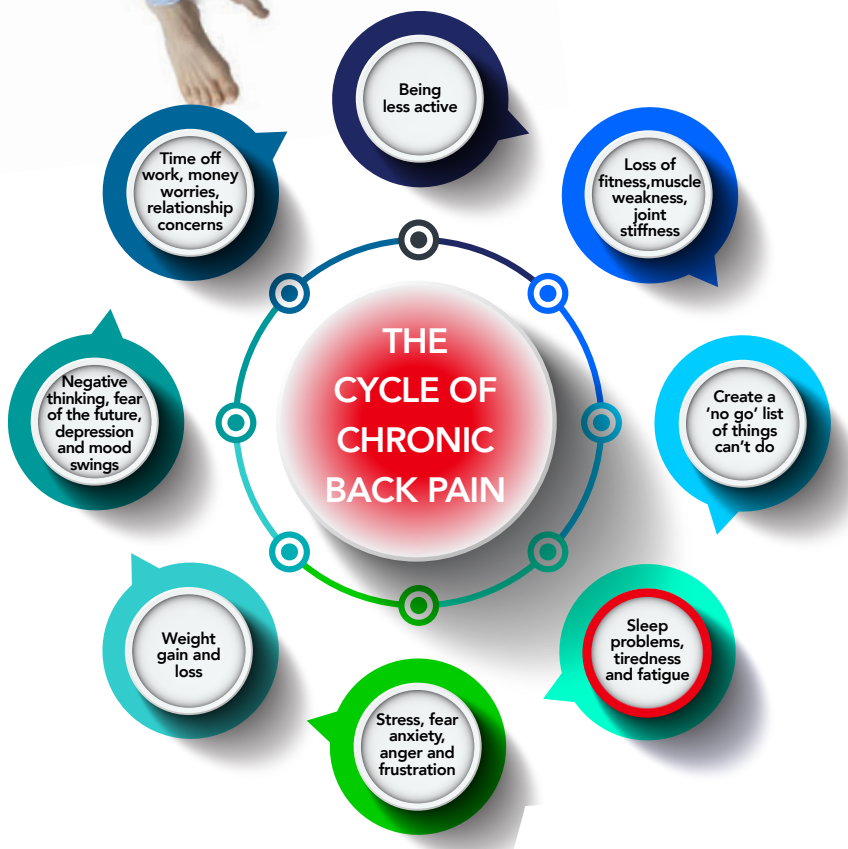 THE
CYCLE OF
CHRONIC
BACK PAIN
Being
less active
Loss of
fitness,muscle
weakness,
joint
stiffness
Create a
‘no go’ list
of things
can’t do
Sleep
problems,
tiredness
and fatigue
Stress, fear
anxiety,
anger and
frustration
Weight
gain and
loss
Negative
thinking, fear
of the future,
depression
and mood
swings
Time off
work, money
worries,
relationship
concerns